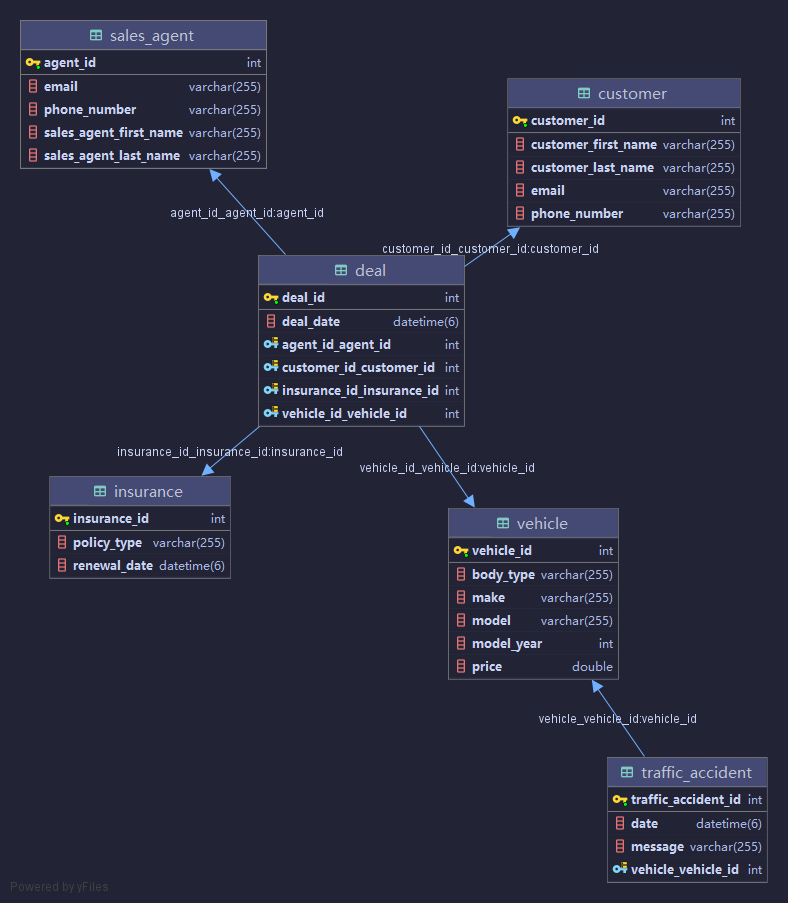 sales_agent
agent_id int
email varchar(255)
phone_number varchar(255)
sales_agent_first_name varchar(255)
sales_agent_last_name varchar(255)
customer
customer_id int
customer_first_name varchar(255)
customer_last_name varchar(255)
email varchar(255)
phone_number varchar(255)
agent_id_agent_id:agent_id
customer_id_customer_id:customer_id
deal
deal_id int
deal_date datetime(6)
agent_id_agent_id int
customer_id_customer_id int
insurance_id_insurance_id int
vehicle_id_vehicle_id int
insurance_id_insurance_id:insurance_id
vehicle_id_vehicle_id:vehicle_id
insurance
insurance_id int
policy_type varchar(255)
renewal_date datetime(6)
vehicle
vehicle_id int
body_type varchar(255)
make varchar(255)
model varchar(255)
model_year int
price double
vehicle_vehicle_id:vehicle_id
traffic_accident
traffic_accident_id int
date datetime(6)
message varchar(255)
vehicle_vehicle_id int
Powered by yFiles